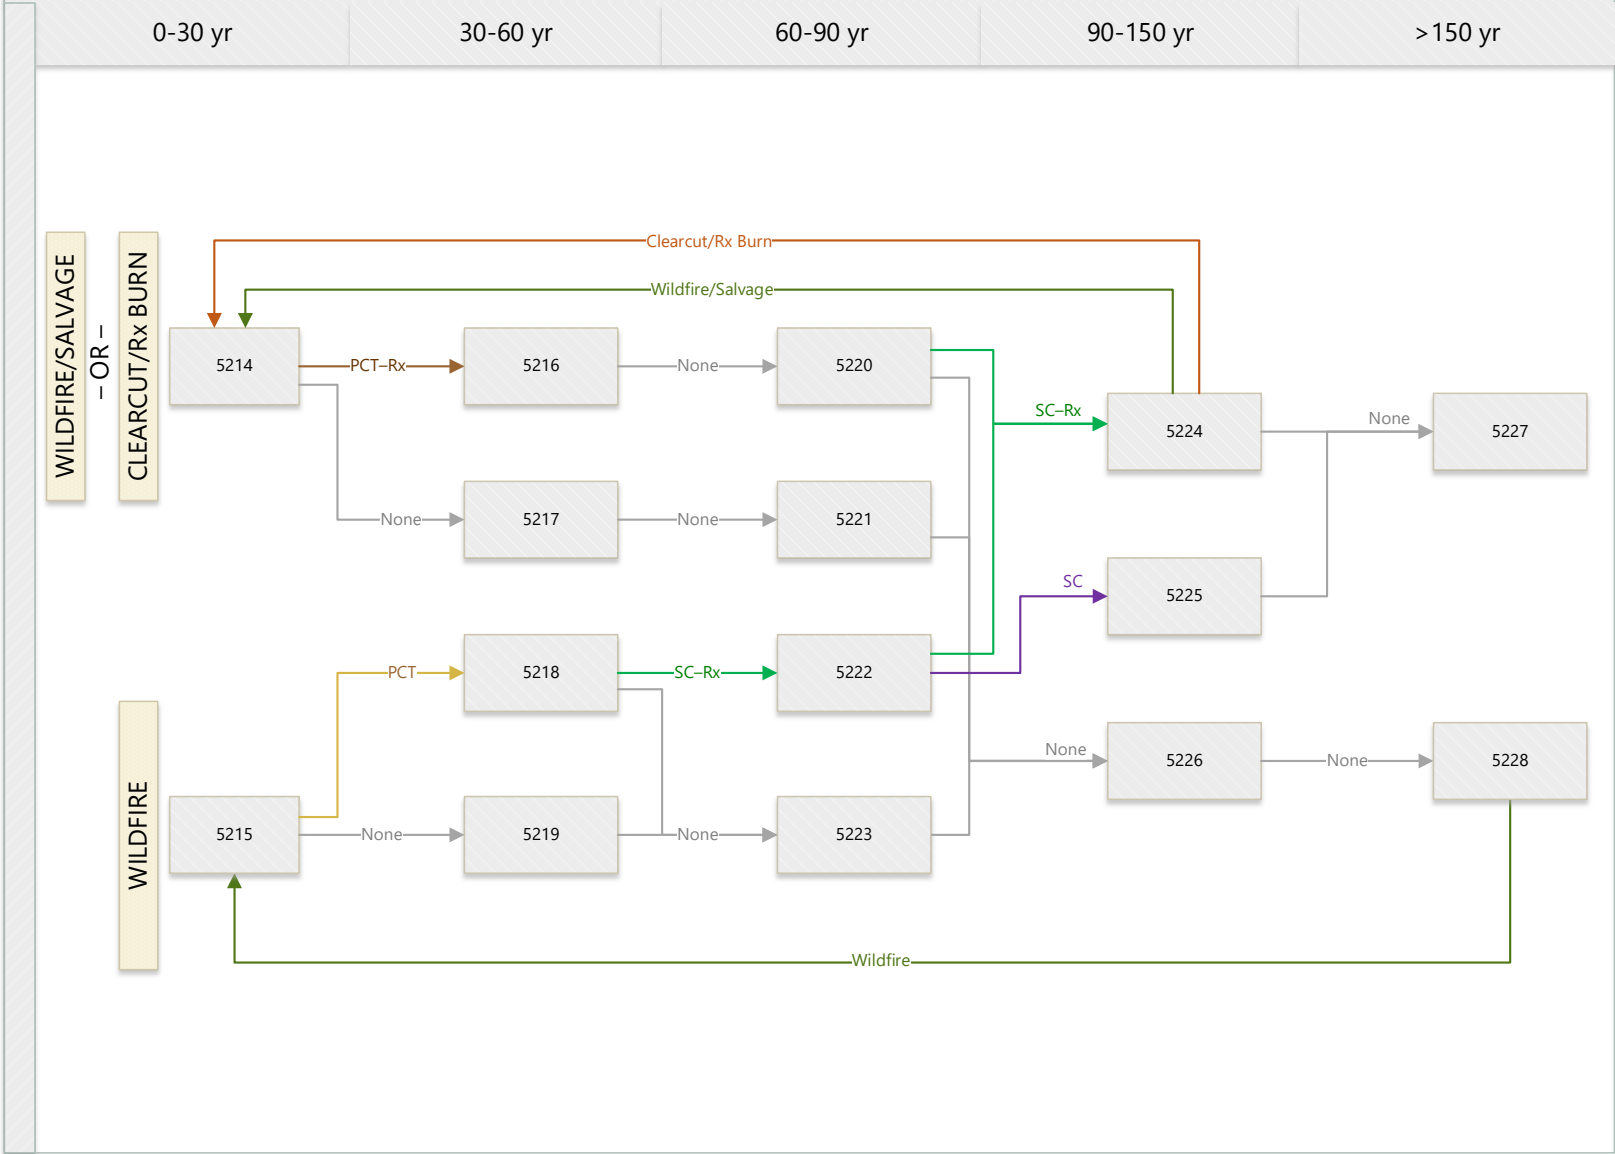 0-30 yr
30-60 yr
60-90 yr
90-150 yr
>150 yr
WILDFIRE/SALVAGE
– OR –
CLEARCUT/Rx BURN
Clearcut/Rx Burn
Wildfire/Salvage
5214
PCT–Rx
5216
None
5220
SC–Rx
5224
None
5227
None
5217
None
5221
SC
5225
PCT
5218
SC–Rx
5222
None
5226
None
5228
WILDFIRE
5215
None
5219
None
5223
Wildfire